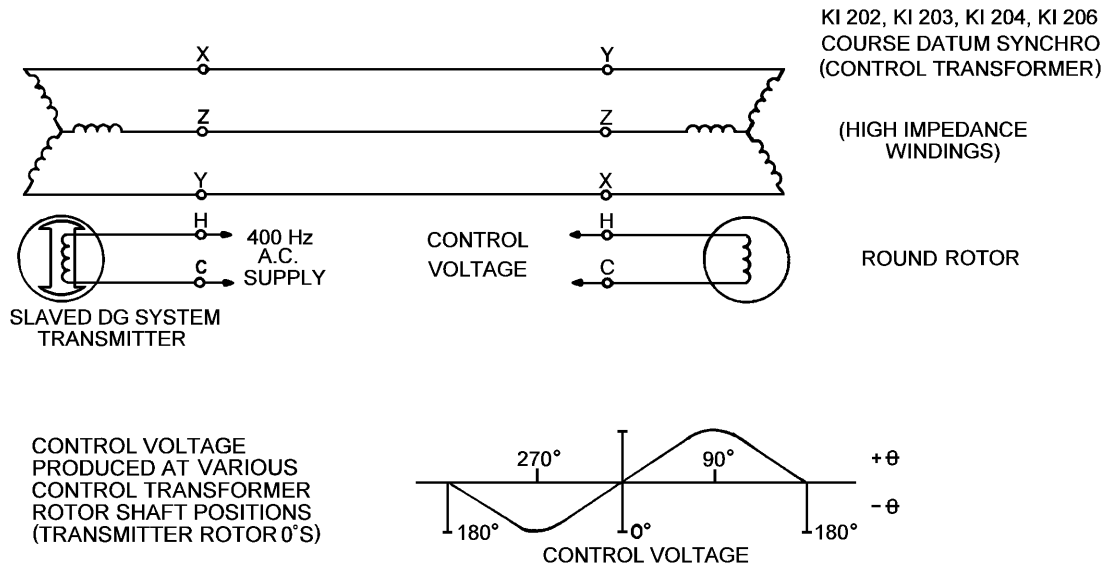 KI 202, KI 203, KI 204, KI 206
COURSE DATUM SYNCHRO
(CONTROL TRANSFORMER)
X
Y
Z
Z
(HIGH IMPEDANCE
WINDINGS)
Y
X
H
400 Hz
A.C.
SUPPLY
C
CONTROL
VOLTAGE
H
C
ROUND ROTOR
SLAVED DG SYSTEM
TRANSMITTER
CONTROL VOLTAGE
PRODUCED AT VARIOUS
CONTROL TRANSFORMER
ROTOR SHAFT POSITIONS
(TRANSMITTER ROTOR 0°S)
270°
90°
+θ
-θ
180°
0°
180°
CONTROL VOLTAGE